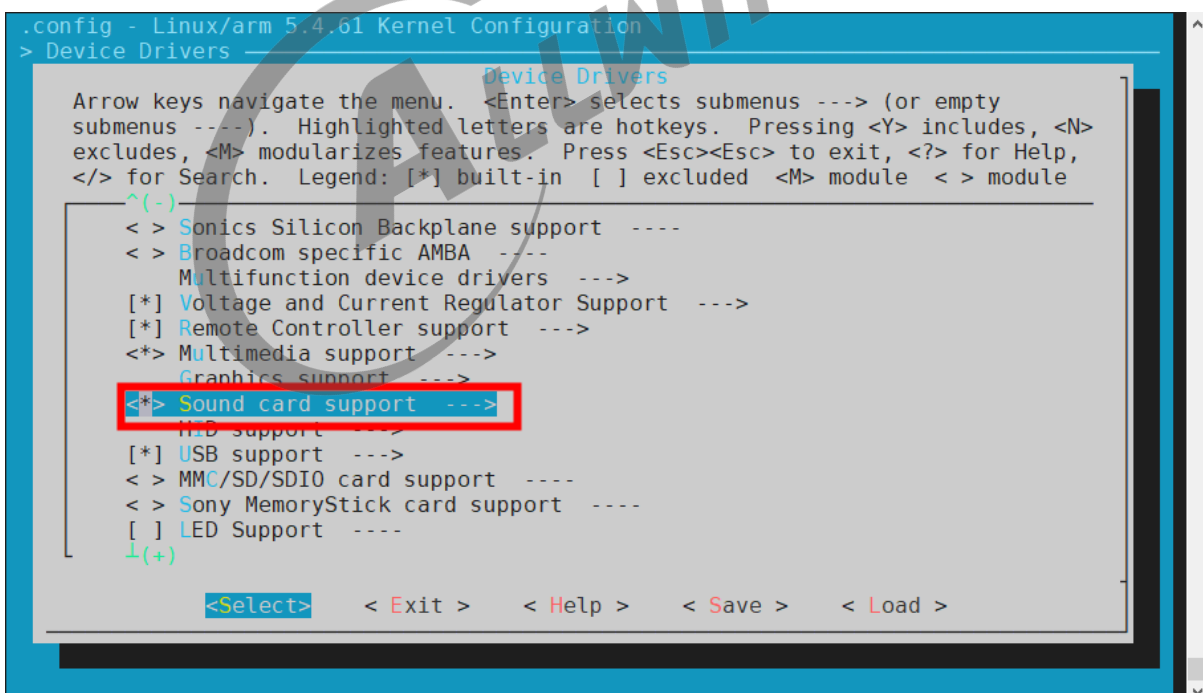 .config - Linux/arm 5.4.61 Kernel Configuration
> Device Drivers
Device Drivers
Arrow keys navigate the menu.  <Enter> selects submenus ---> (or empty
submenus ----).  Highlighted letters are hotkeys.  Pressing <Y> includes, <N>
excludes, <M> modularizes features.  Press <Esc><Esc> to exit, <?> for Help,
</> for Search.  Legend: [*] built-in  [ ] excluded  <M> module  < > module
^(-)
< > Sonics Silicon Backplane support  ----
< > Broadcom specific AMBA  ----
Multifunction device drivers  --->
[*] Voltage and Current Regulator Support  --->
[*] Remote Controller support  --->
<*> Multimedia support  --->
Graphics support  --->
<*> Sound card support  --->
HID support  --->
[*] USB support  --->
< > MMC/SD/SDIO card support  ----
< > Sony MemoryStick card support  ----
[ ] LED Support  ----
┴(+)
<Select>    < Exit >    < Help >    < Save >    < Load >